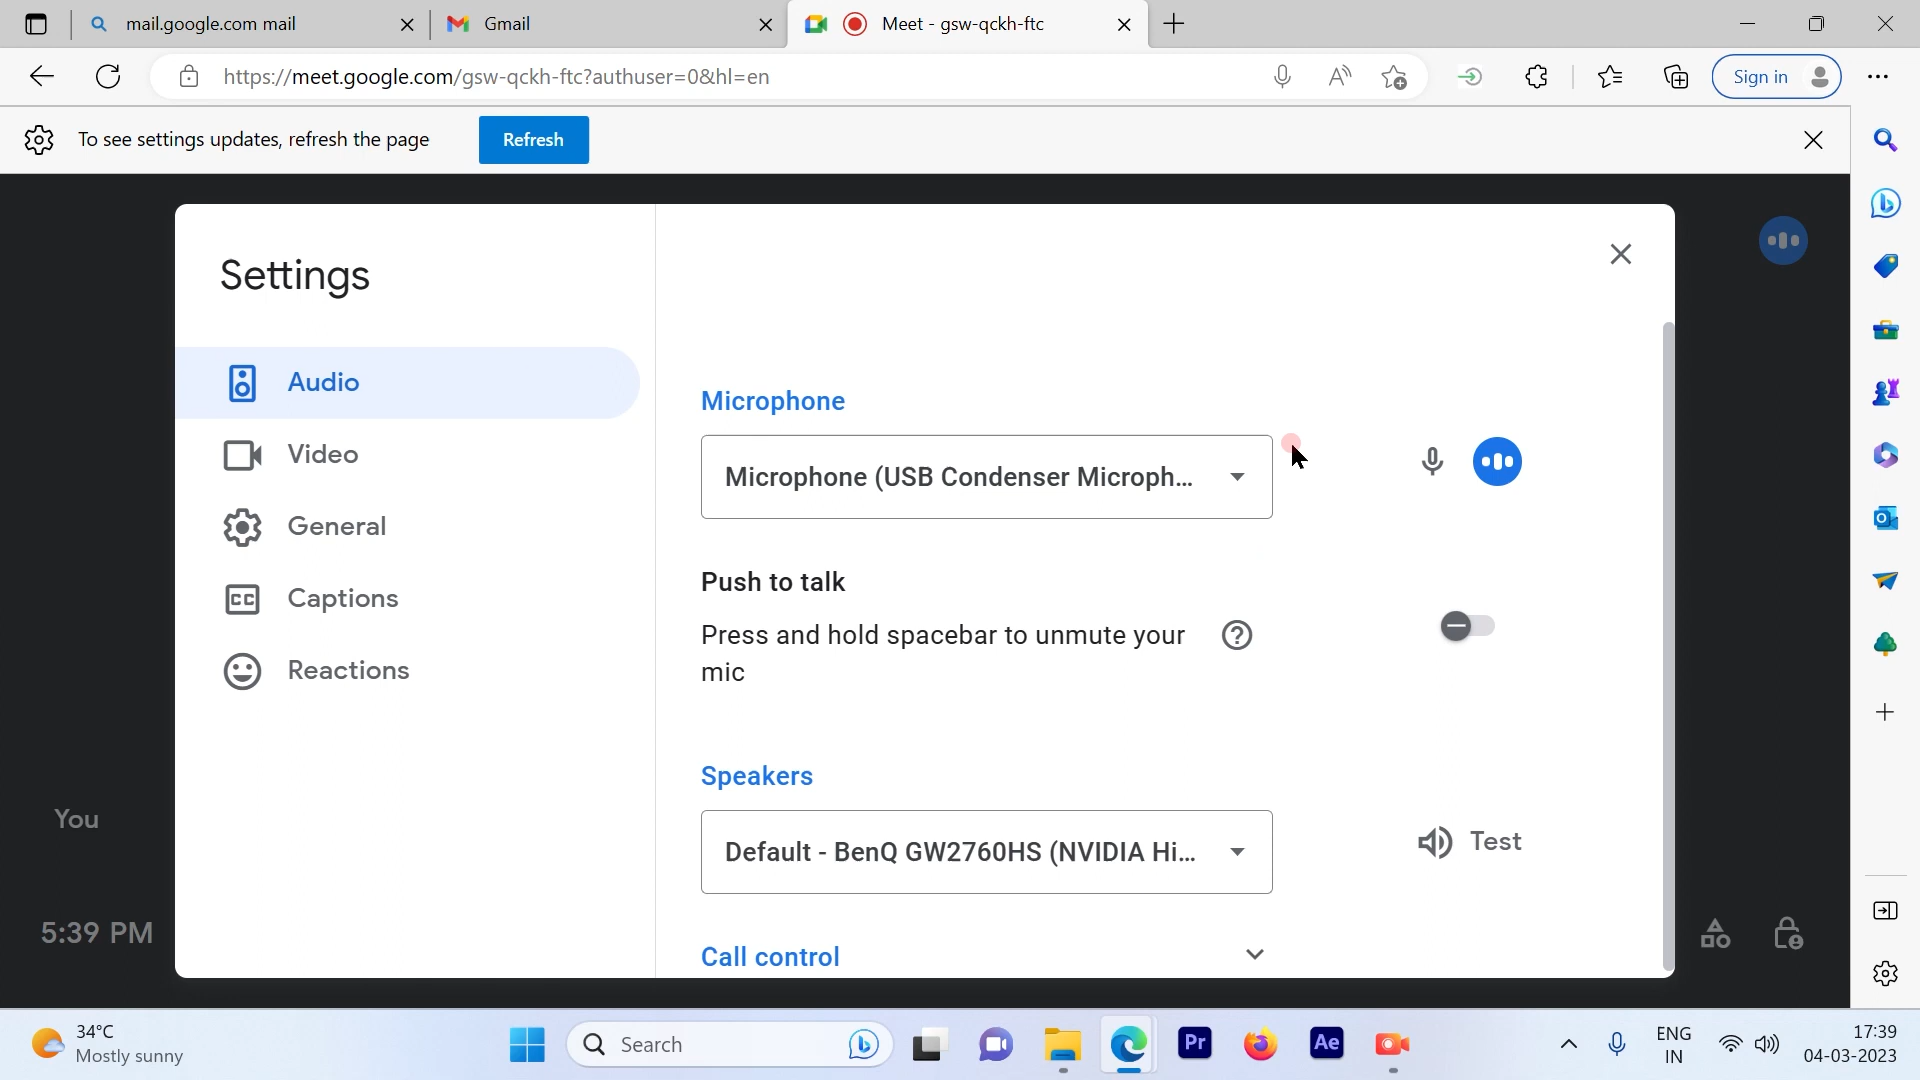 mail.google.com mail
Gmail
Meet - gsw-qckh-ftc
https://meet.google.com/gsw-qckh-ftc?authuser=0&hl=en
A
Sign in
To see settings updates, refresh the page
Refresh
Settings
Audio
Video
General
CC
Captions
Reactions
Microphone
Microphone (USB Condenser Microph...
Push to talk
Press and hold spacebar to unmute your
mic
Speakers
Default - BenQ GW2760HS (NVIDIA Hi...
Test
Call control
You
5:39 PM
34°C
Mostly sunny
Search
Pr
Ae
ENG
IN
17:39
04-03-2023